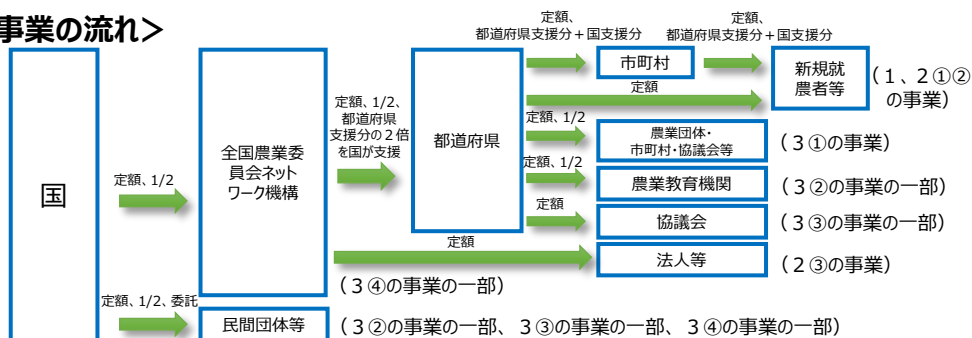 事業の流れ＞
国
定額、1/2
全国農業委
員会ネット
ワーク機構
定額、1/2、
都道府県
支援分の２倍
を国が支援
都道府県
定額、
都道府県支援分＋国支援分
市町村
定額、
都道府県支援分＋国支援分
新規就
農者等
（１、２①②
の事業）
定額
定額、1/2
農業団体・
市町村・協議会等
（３①の事業）
定額、1/2
農業教育機関
（３②の事業の一部）
定額
協議会
（３③の事業の一部）
定額
法人等
（２③の事業）
（３④の事業の一部）
定額、1/2、委託
民間団体等
（３②の事業の一部、３③の事業の一部、３④の事業の一部）